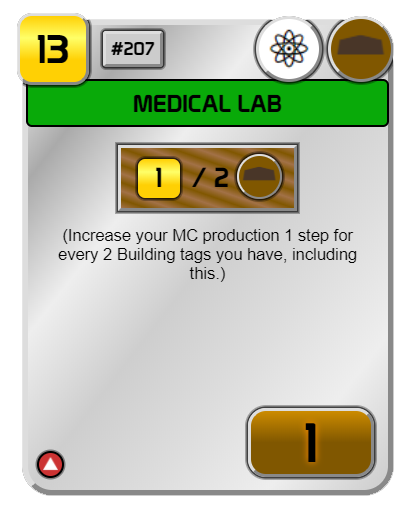 13
#207
MEDICAL LAB
1 / 2
(Increase your MC production 1 step for
every 2 Building tags you have, including
this.)
1